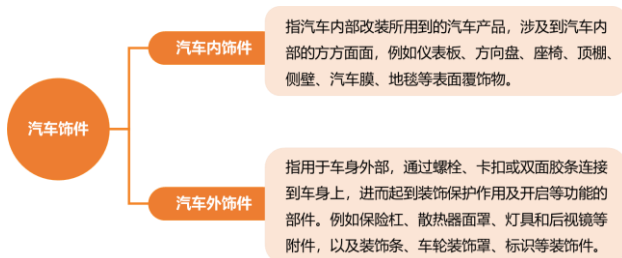 汽车饰件
汽车内饰件
指汽车内部改装所用到的汽车产品，涉及到汽车内
部的方方面面，例如仪表板、方向盘、座椅、顶棚、
侧壁、汽车膜、地毯等表面覆饰物。
汽车外饰件
指用于车身外部，通过螺栓、卡扣或双面胶条连接
到车身上，进而起到装饰保护作用及开启等功能的
部件。例如保险杠、散热器面罩、灯具和后视镜等
附件，以及装饰条、车轮装饰罩、标识等装饰件。